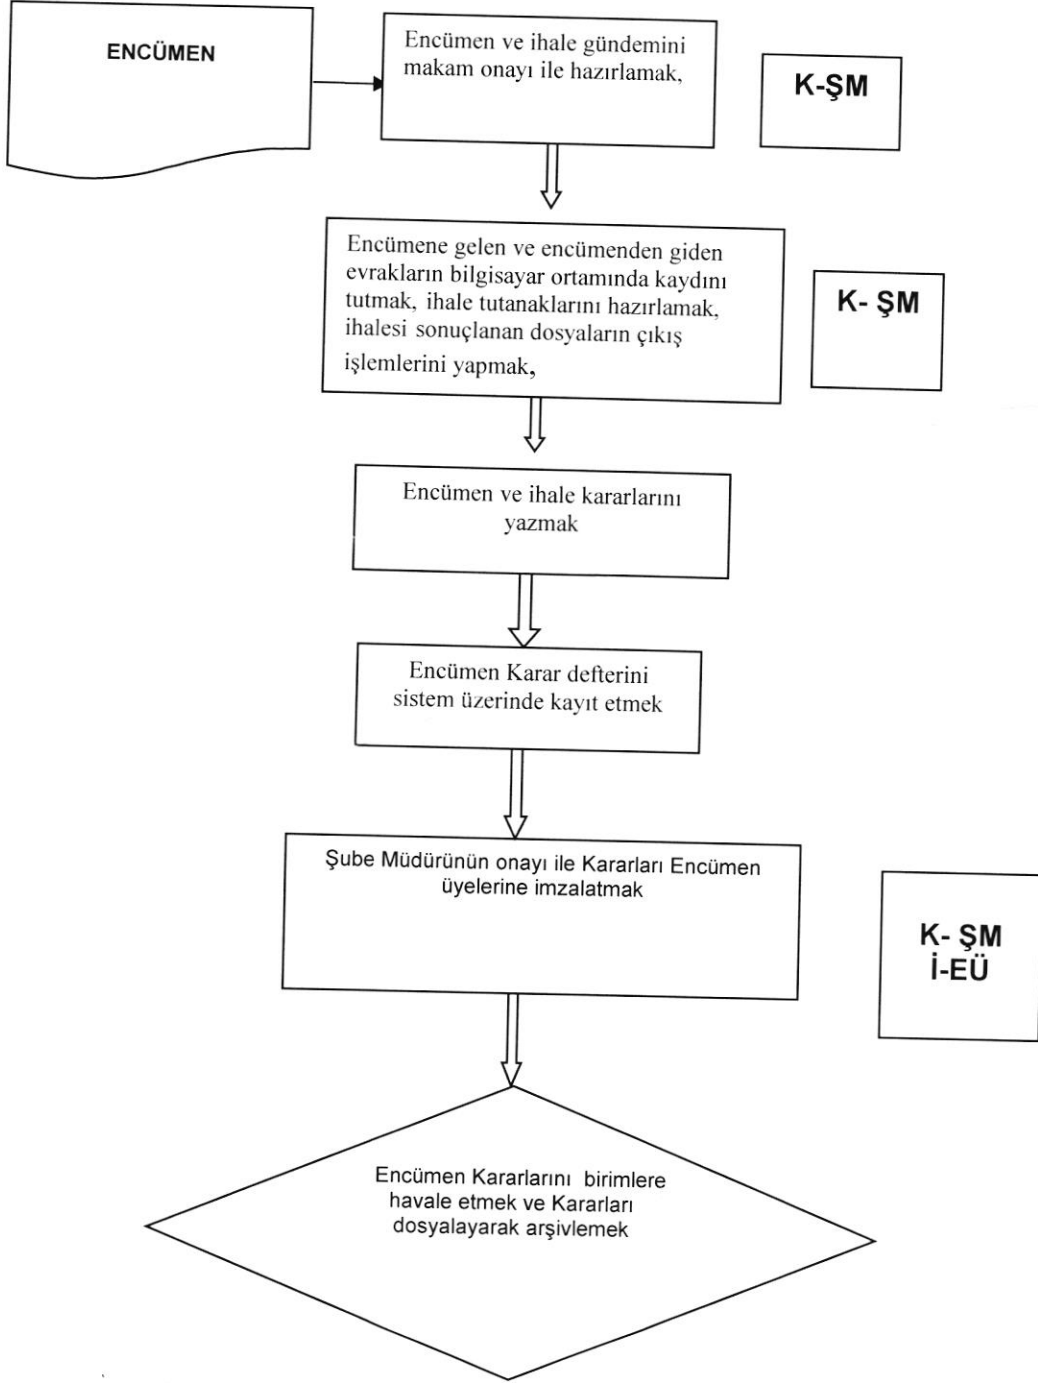 ENCÜMEN
Encümen ve ihale gündemini
makam onayı ile hazırlamak,
K-ŞM
Encümene gelen ve encümenden giden
evrakların bilgisayar ortamında kaydını
tutmak, ihale tutanaklarını hazırlamak,
ihalesi sonuçlanan dosyaların çıkış
işlemlerini yapmak,
K- ŞM
Encümen ve ihale kararlarını
yazmak
Encümen Karar defterini
sistem üzerinde kayıt etmek
Şube Müdürünün onayı ile Kararları Encümen
üyelerine imzalatmak
K- ŞM
İ-EÜ
Encümen Kararlarını birimlere
havale etmek ve Kararları
dosyalayarak arşivlemek